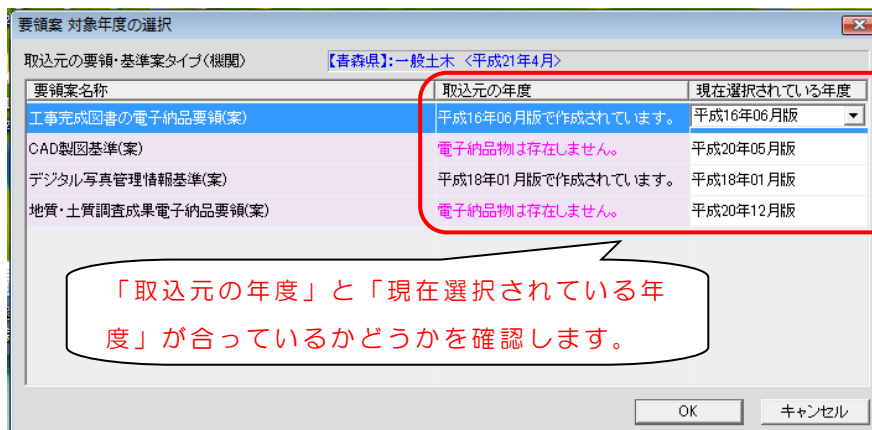 要領案 対象年度の選択
取込元の要領・基準案タイプ(機関) 【青森県】:一般土木 <平成21年4月>
要領案名称 取込元の年度 現在選択されている年度
工事完成図書の電子納品要領(案) 平成16年06月版で作成されています。 平成16年06月版
CAD製図基準(案) 電子納品物は存在しません。 平成20年05月版
デジタル写真管理情報基準(案) 平成18年01月版で作成されています。 平成18年01月版
地質・土質調査成果電子納品要領(案) 電子納品物は存在しません。 平成20年12月版
「取込元の年度」と「現在選択されている年
度」が合っているかどうかを確認します。
OK キャンセル